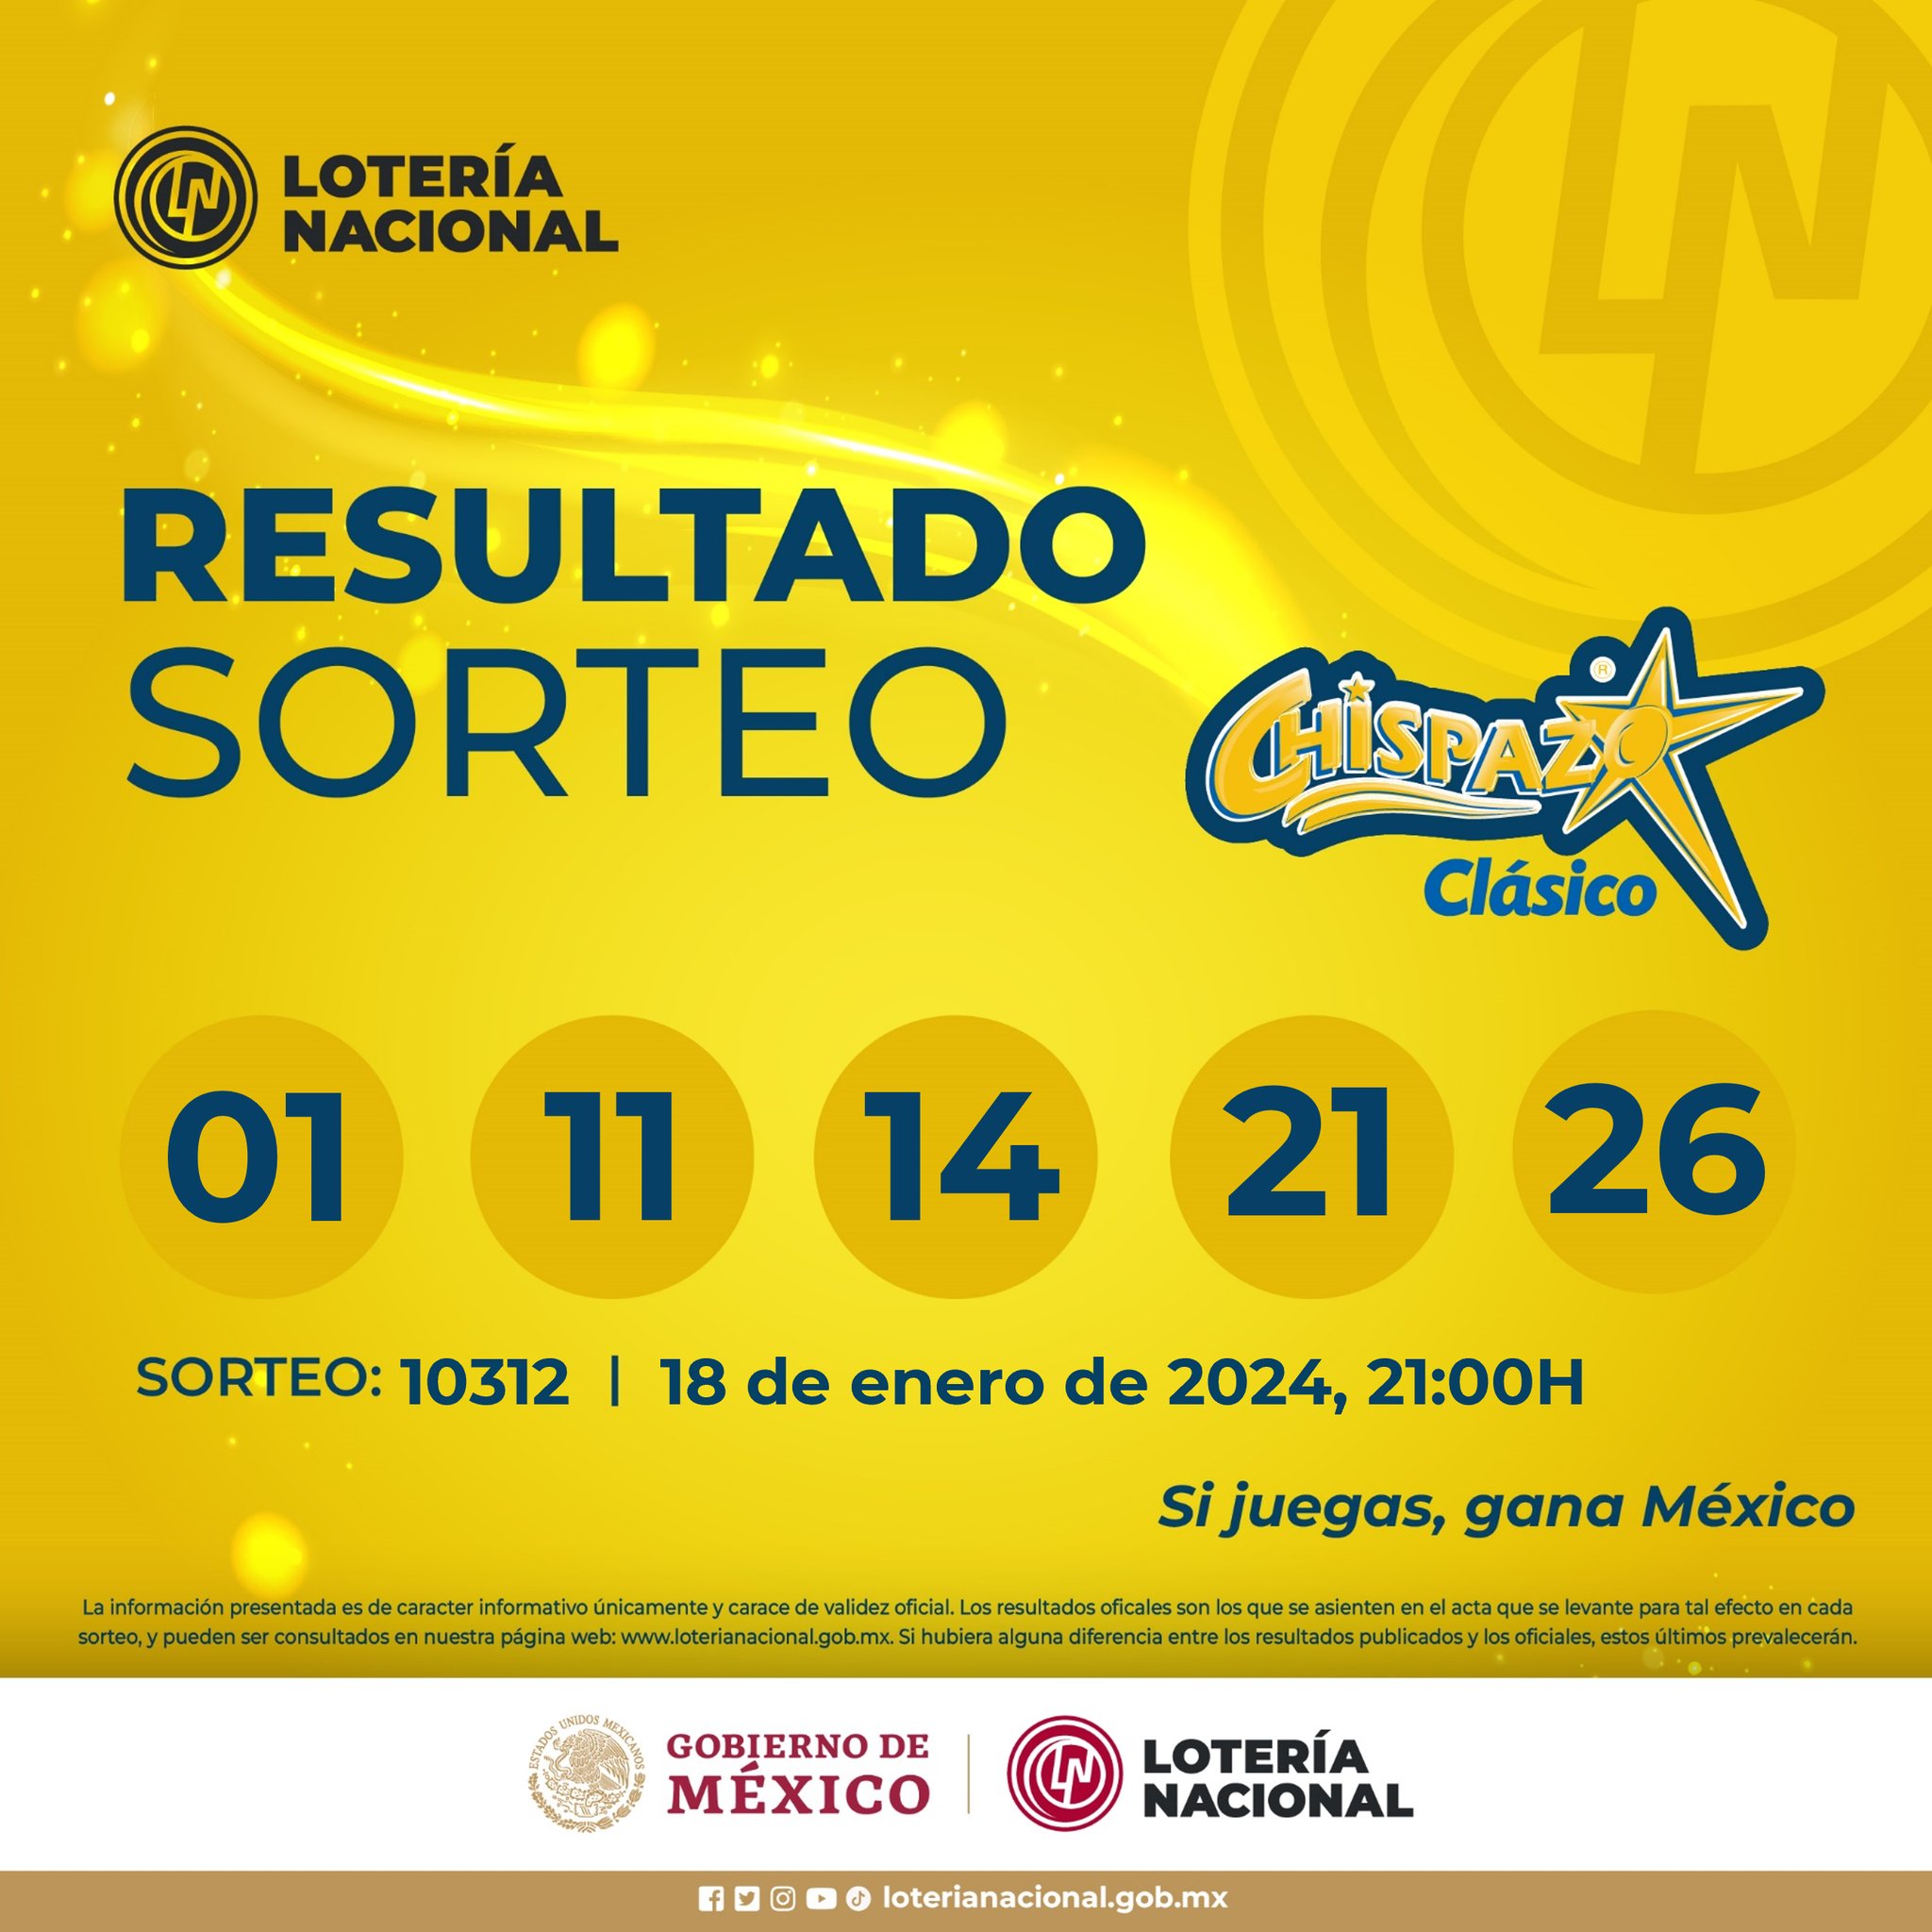 LOTERÍA
NACIONAL
RESULTADO
SORTEO
CHISPAZO
®
Clásico
01 11 14 21 26
SORTEO: 10312 | 18 de enero de 2024, 21:00H
Si juegas, gana México
La información presentada es de caracter informativo únicamente y carace de validez oficial. Los resultados oficales son los que se asienten en el acta que se levante para tal efecto en cada
sorteo, y pueden ser consultados en nuestra página web: www.loterianacional.gob.mx. Si hubiera alguna diferencia entre los resultados publicados y los oficiales, estos últimos prevalecerán.
ESTADOS UNIDOS MEXICANOS
GOBIERNO DE
MÉXICO
LOTERÍA
NACIONAL
loterianacional.gob.mx